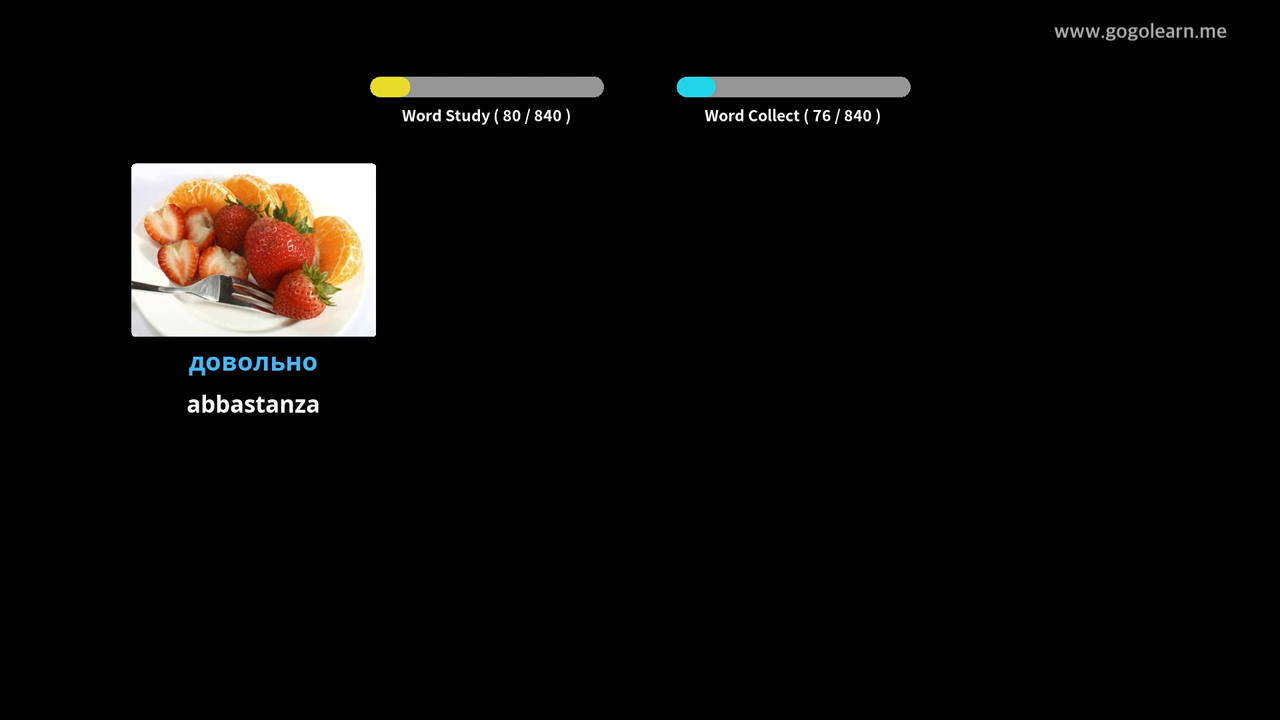 www.gogolearn.me
Word Study ( 80 / 840 )
Word Collect ( 76 / 840 )
довольно
abbastanza